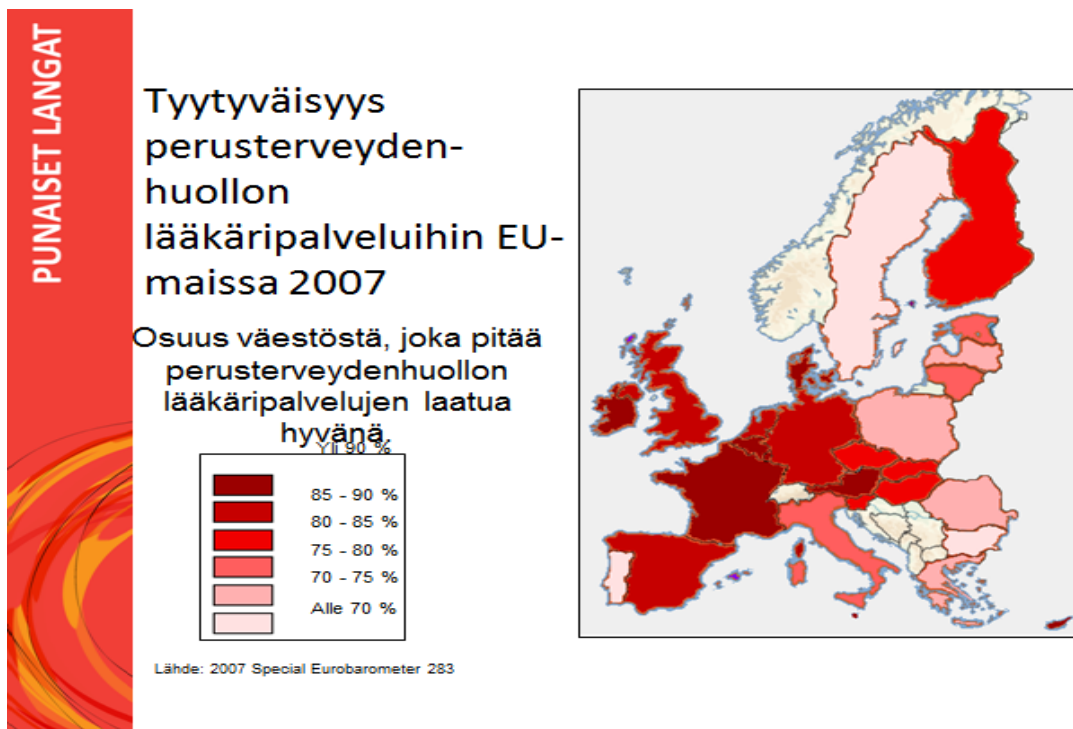 PUNAISET LANGAT
Tyytyväisyys
perusterveyden-
huollon
lääkäripalveluihin EU-
maissa 2007
Osuus väestöstä, joka pitää
perusterveydenhuollon
lääkäripalvelujen laatua
hyvänä.
Yli 90 %
85 - 90 %
80 - 85 %
75 - 80 %
70 - 75 %
Alle 70 %
Lähde: 2007 Special Eurobarometer 283